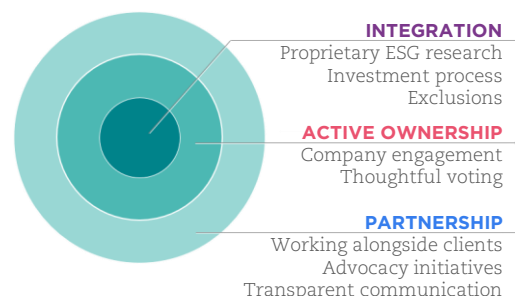 INTEGRATION
Proprietary ESG research
Investment process
Exclusions
ACTIVE OWNERSHIP
Company engagement
Thoughtful voting
PARTNERSHIP
Working alongside clients
Advocacy initiatives
Transparent communication